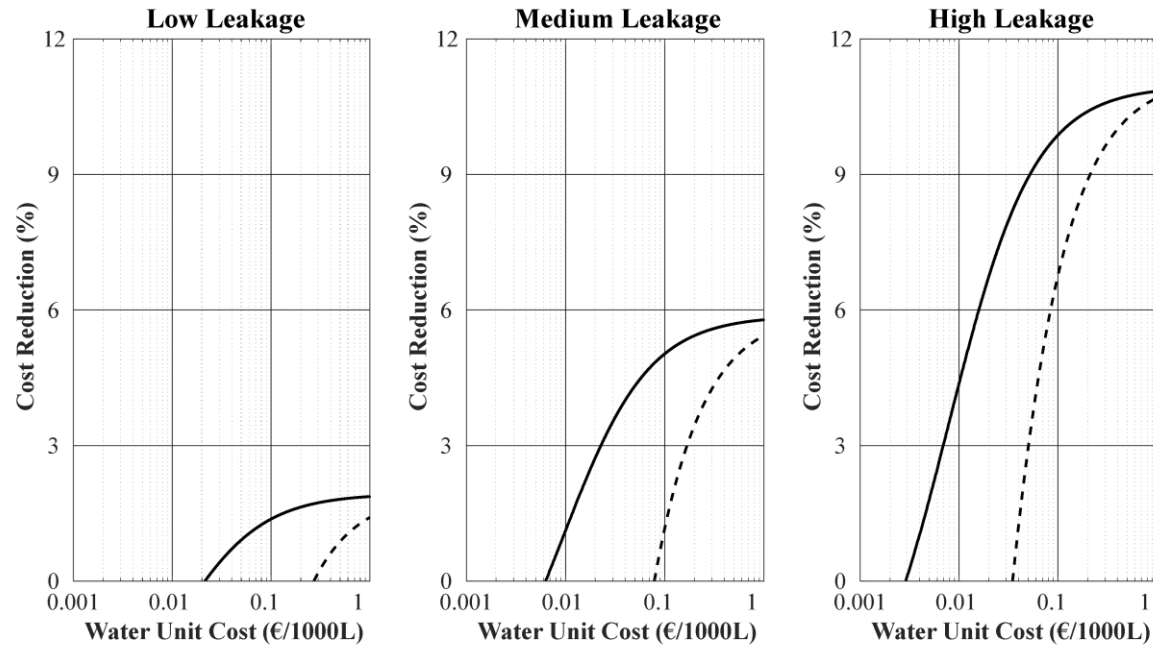 Low Leakage
12
9
6
3
0
0.001 0.01 0.1 1
Cost Reduction (%)
Water Unit Cost (€/1000L)
Medium Leakage
12
9
6
3
0
0.001 0.01 0.1 1
Cost Reduction (%)
Water Unit Cost (€/1000L)
High Leakage
12
9
6
3
0
0.001 0.01 0.1 1
Cost Reduction (%)
Water Unit Cost (€/1000L)